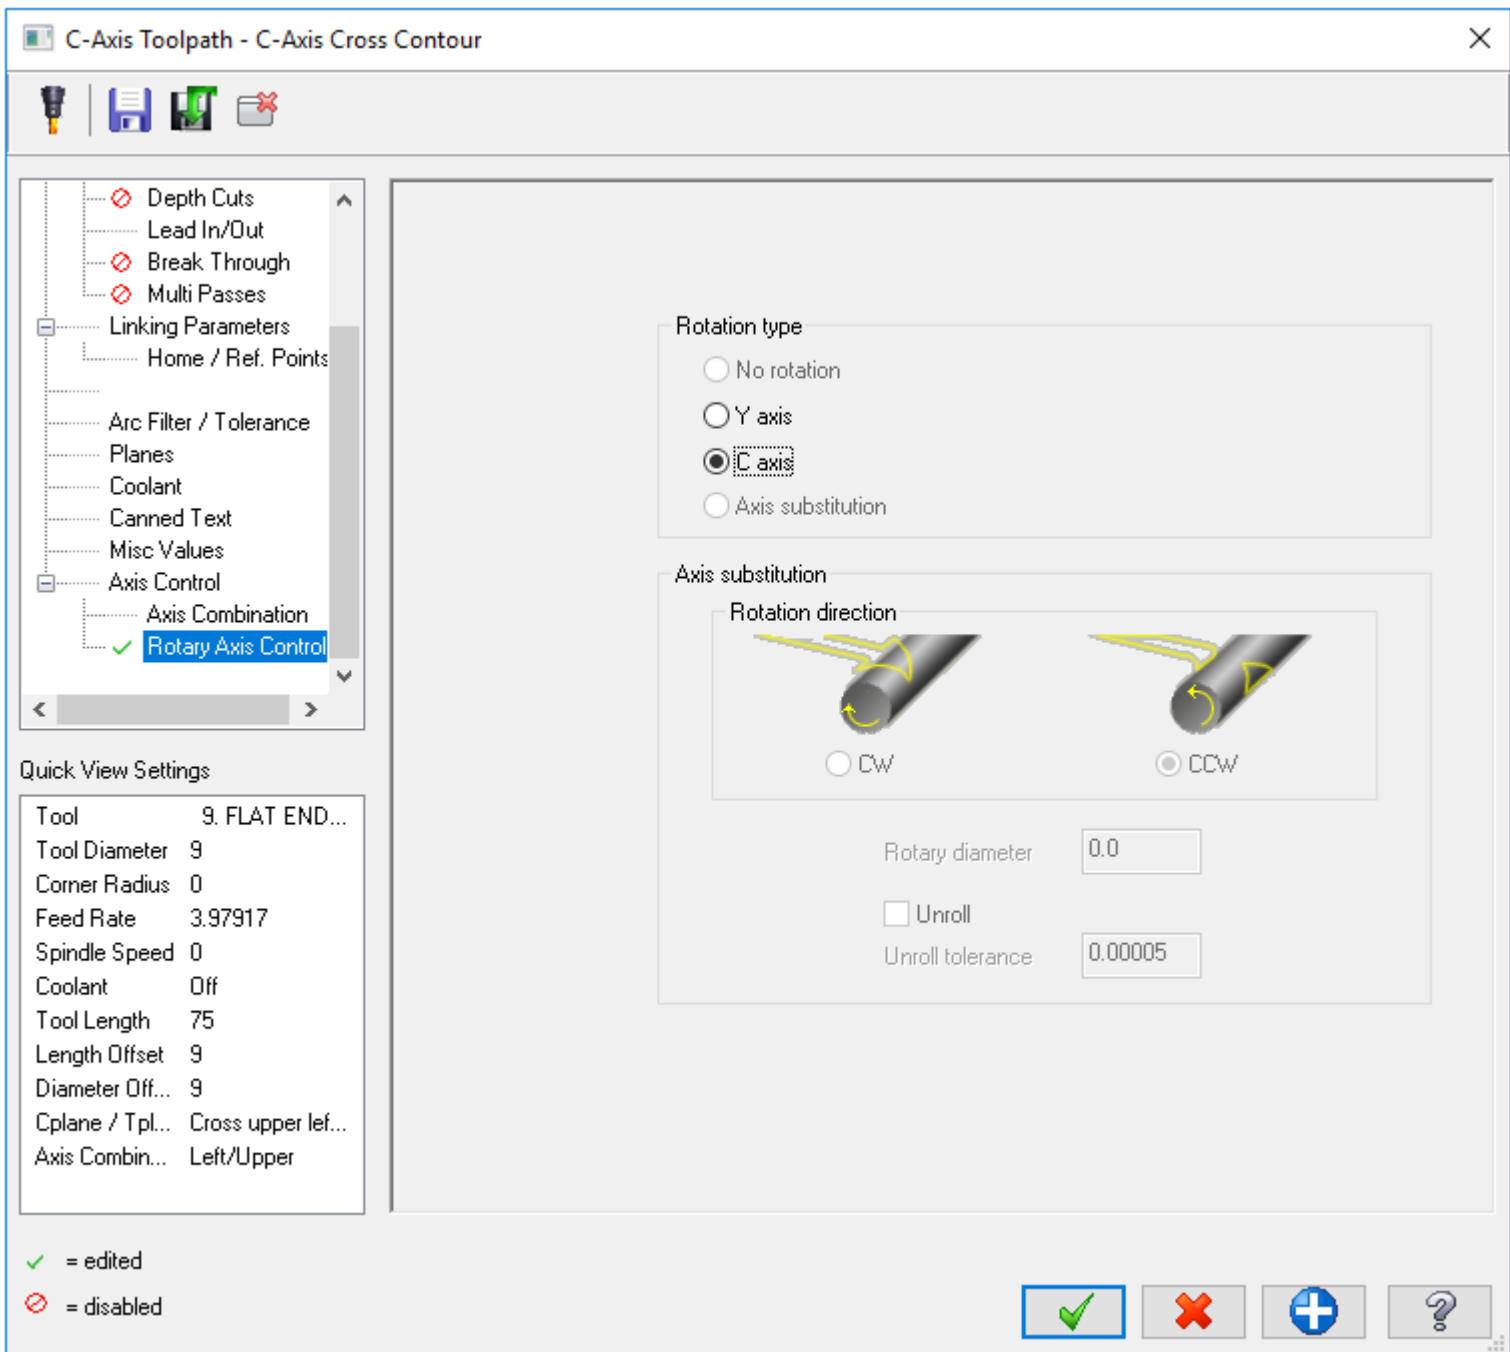 C-Axis Toolpath - C-Axis Cross Contour
Depth Cuts
Lead In/Out
Break Through
Multi Passes
Linking Parameters
Home / Ref. Points
Arc Filter / Tolerance
Planes
Coolant
Canned Text
Misc Values
Axis Control
Axis Combination
Rotary Axis Control
Quick View Settings
Tool 9. FLAT END...
Tool Diameter 9
Corner Radius 0
Feed Rate 3.97917
Spindle Speed 0
Coolant Off
Tool Length 75
Length Offset 9
Diameter Off... 9
Cplane / Tpl... Cross upper lef...
Axis Combin... Left/Upper
= edited
= disabled
Rotation type
No rotation
Y axis
C axis
Axis substitution
Axis substitution
Rotation direction
CW CCW
Rotary diameter 0.0
Unroll
Unroll tolerance 0.00005